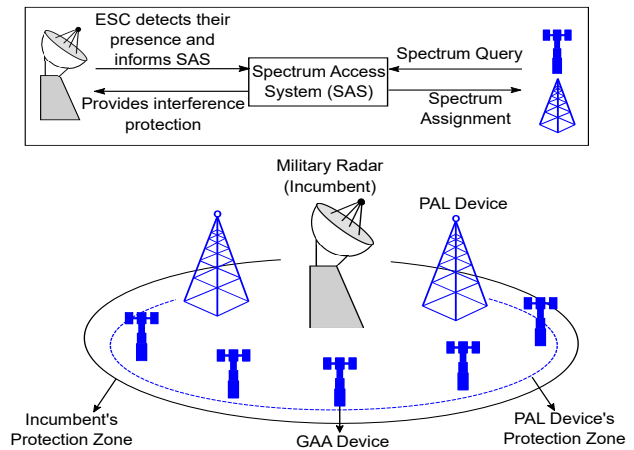 ESC detects their
presence and
informs SAS
Spectrum Access
System (SAS)
Spectrum Query
Provides interference
protection
Spectrum
Assignment
Military Radar
(Incumbent)
PAL Device
Incumbent's
Protection Zone
GAA Device
PAL Device's
Protection Zone